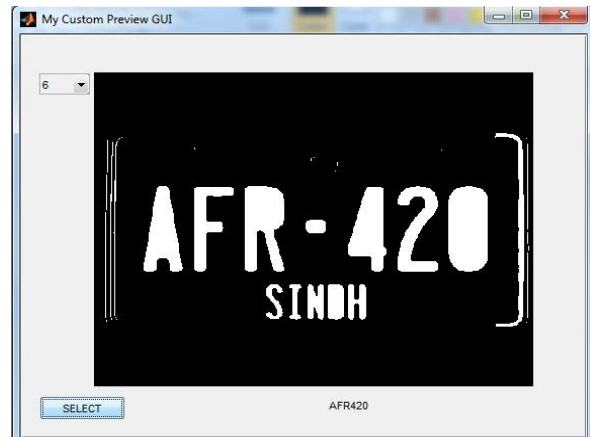 My Custom Preview GUI
6
AFR-420
SINDH
SELECT
AFR420